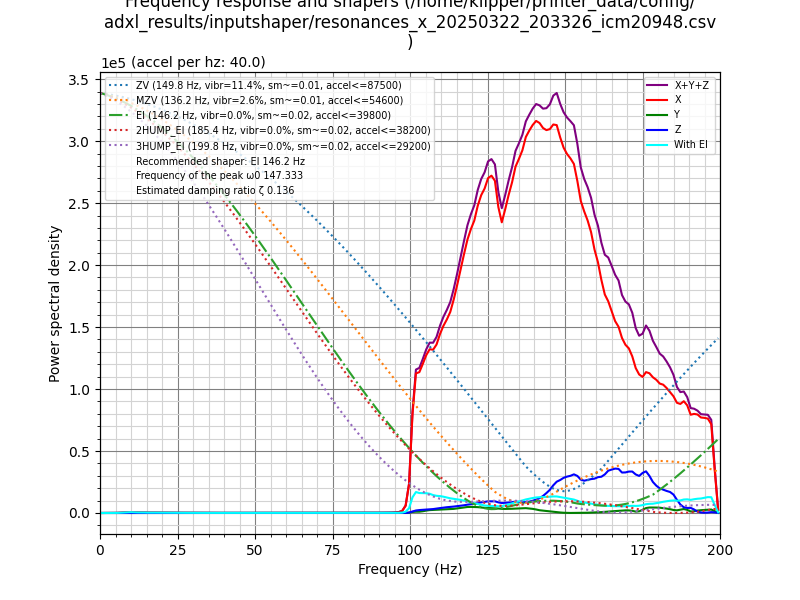 Frequency response and shapers (/home/klipper/printer_data/config/
adxl_results/inputshaper/resonances_x_20250322_203326_icm20948.csv
)
1e5 (accel per hz: 40.0)
ZV (149.8 Hz, vibr=11.4%, sm~=0.01, accel<=87500)
MZV (136.2 Hz, vibr=2.6%, sm~=0.01, accel<=54600)
EI (146.2 Hz, vibr=0.0%, sm~=0.02, accel<=39800)
2HUMP_EI (185.4 Hz, vibr=0.0%, sm~=0.02, accel<=38200)
3HUMP_EI (199.8 Hz, vibr=0.0%, sm~=0.02, accel<=29200)
Recommended shaper: EI 146.2 Hz
Frequency of the peak ω0 147.333
Estimated damping ratio ζ 0.136
X+Y+Z
X
Y
Z
With EI
3.5
3.0
2.5
2.0
1.5
1.0
0.5
0.0
Power spectral density
0 25 50 75 100 125 150 175 200
Frequency (Hz)